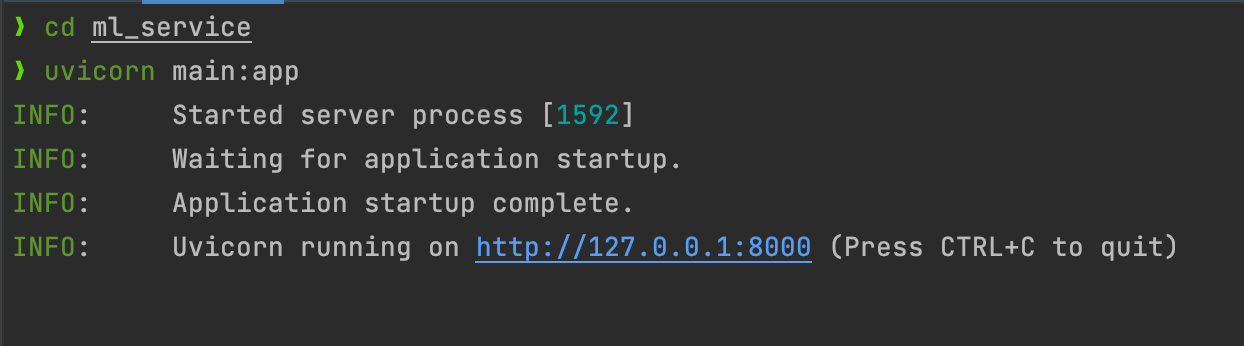 ❯ cd ml_service
❯ uvicorn main:app
INFO:     Started server process [1592]
INFO:     Waiting for application startup.
INFO:     Application startup complete.
INFO:     Uvicorn running on http://127.0.0.1:8000 (Press CTRL+C to quit)